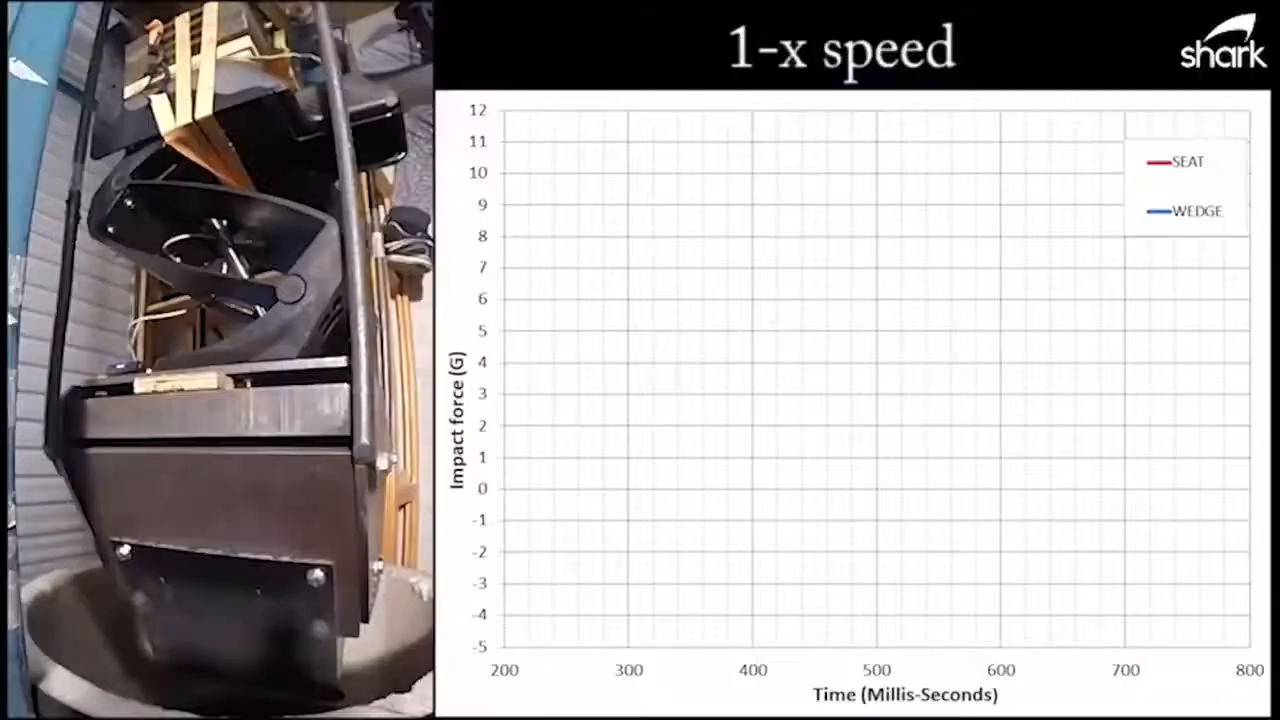 1-x speed
shark
12
11
10
9
8
7
6
5
4
3
2
1
0
-1
-2
-3
-4
-5
Impact force (G)
SEAT
WEDGE
200 300 400 500 600 700 800
Time (Millis-Seconds)